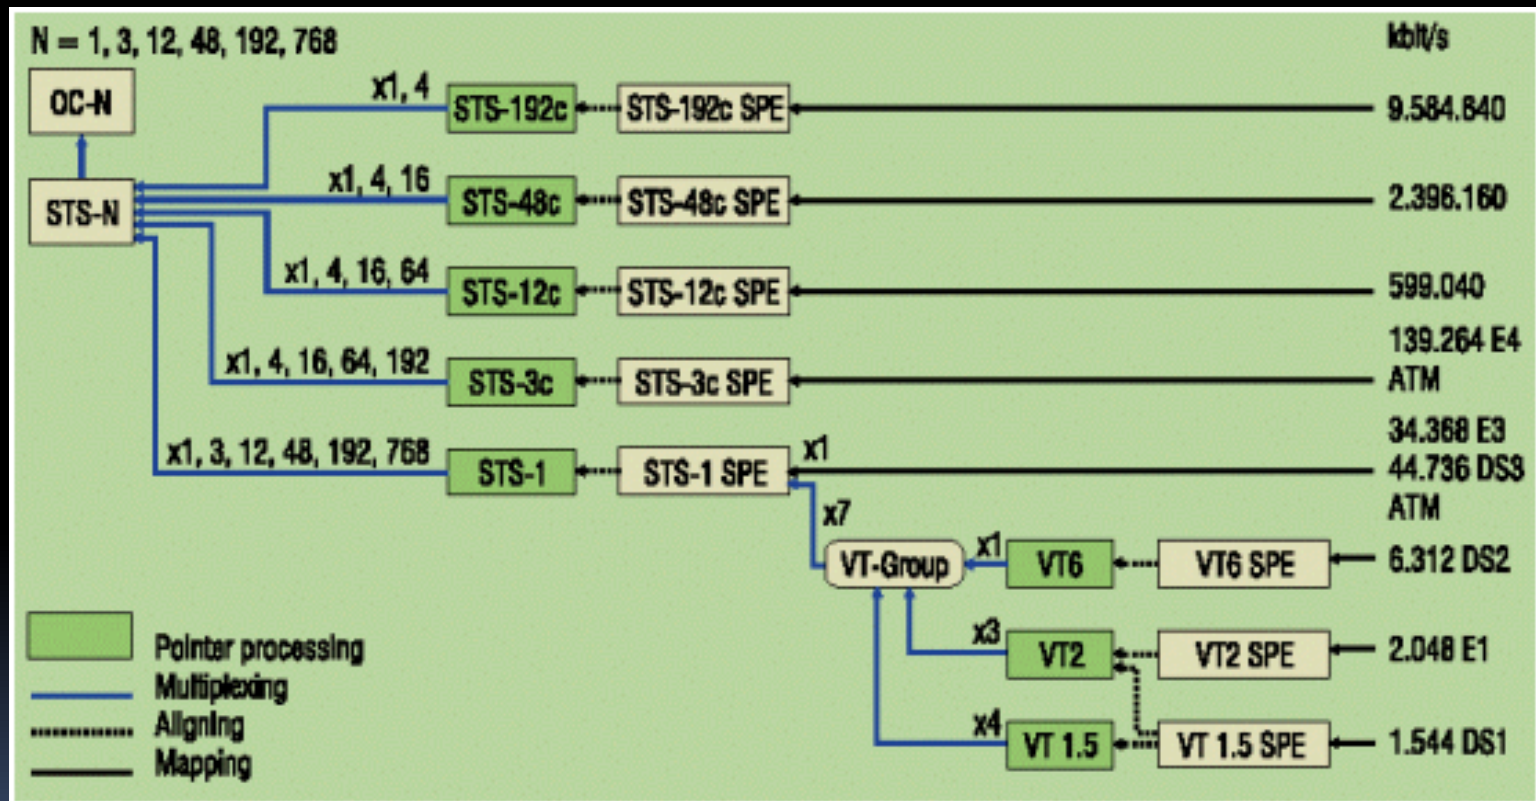 N = 1, 3, 12, 48, 192, 768
kbit/s
OC-N
x1, 4
STS-192c
STS-192c SPE
9.584.640
STS-N
x1, 4, 16
STS-48c
STS-48c SPE
2.396.160
x1, 4, 16, 64
STS-12c
STS-12c SPE
599.040
x1, 4, 16, 64, 192
STS-3c
STS-3c SPE
139.264 E4
ATM
x1, 3, 12, 48, 192, 768
STS-1
STS-1 SPE
x1
34.368 E3
44.736 DS3
ATM
x7
VT-Group
x1
VT6
VT6 SPE
6.312 DS2
x3
VT2
VT2 SPE
2.048 E1
x4
VT 1.5
VT 1.5 SPE
1.544 DS1
Pointer processing
Multiplexing
Aligning
Mapping